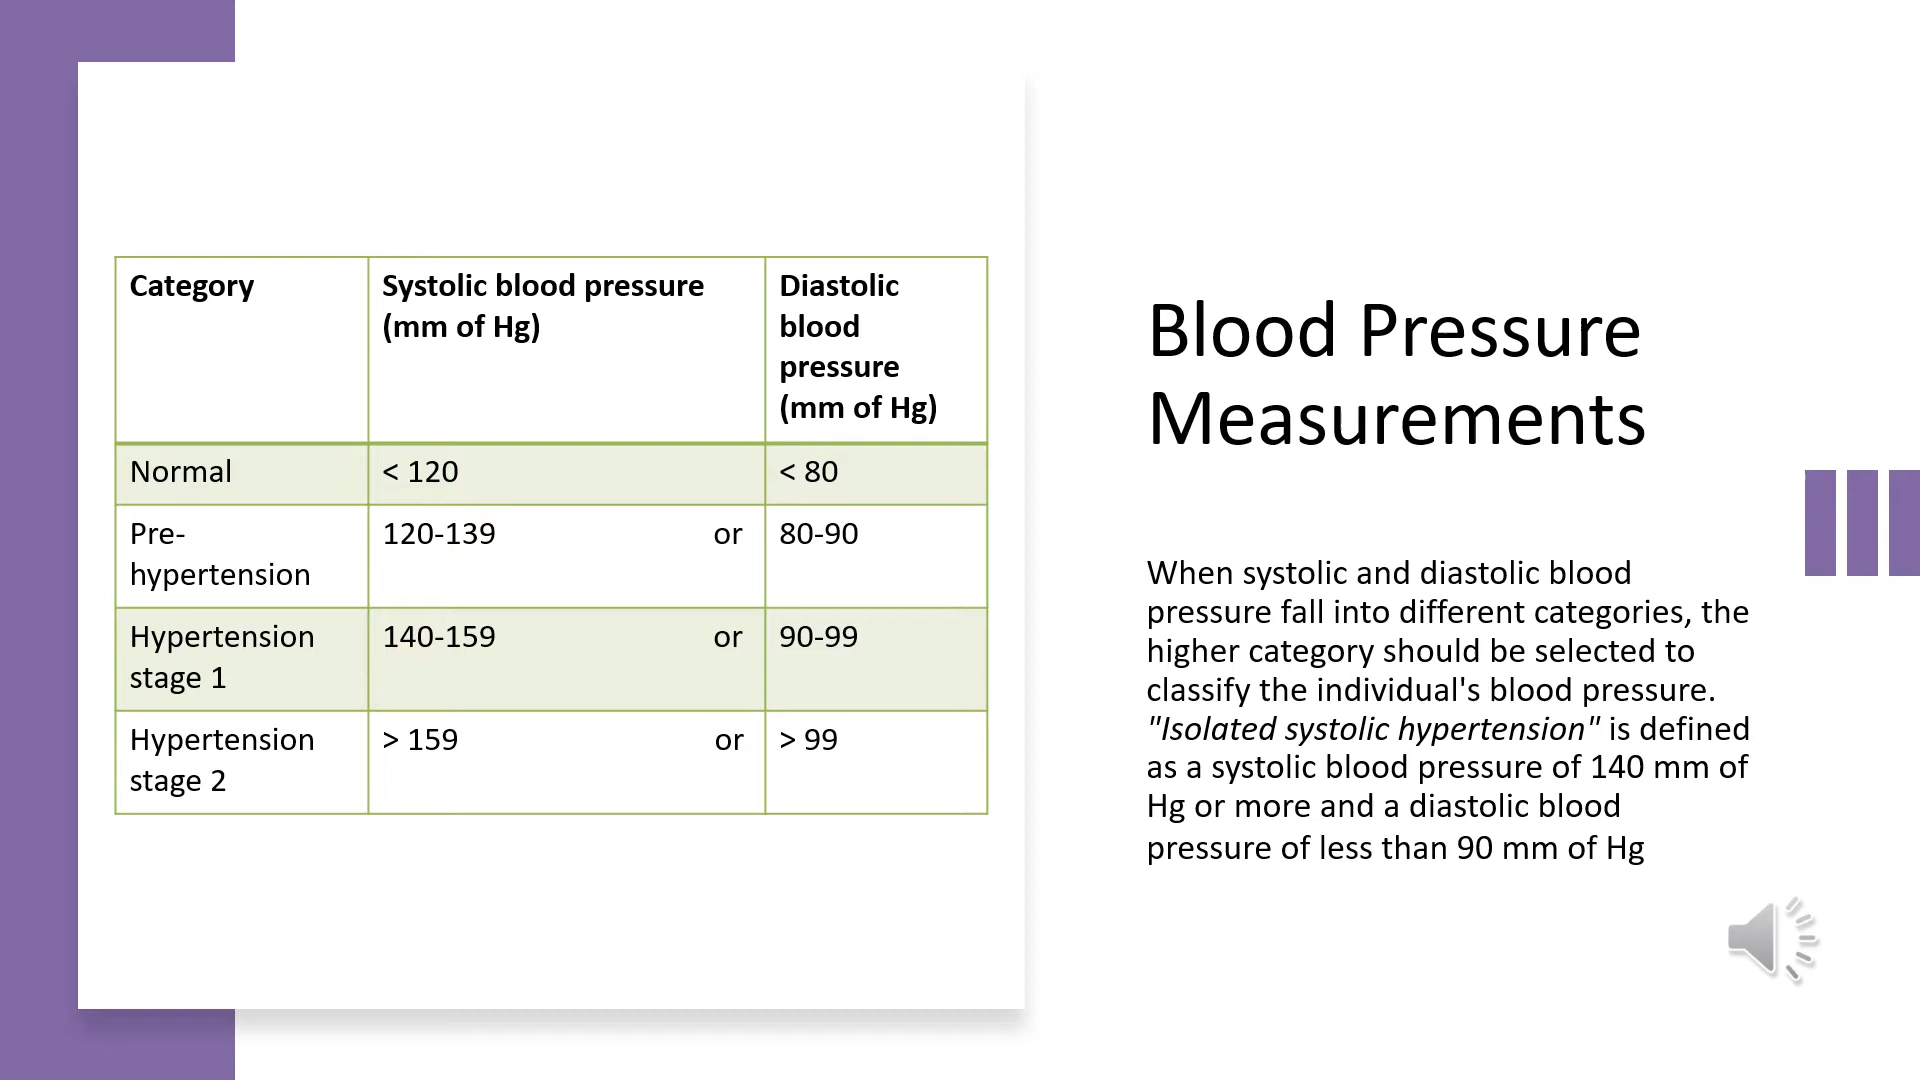 Category
Systolic blood pressure
(mm of Hg)
Diastolic
blood
pressure
(mm of Hg)
Normal
< 120
< 80
Pre-
hypertension
120-139 or
80-90
Hypertension
stage 1
140-159 or
90-99
Hypertension
stage 2
> 159 or
> 99
Blood Pressure
Measurements
When systolic and diastolic blood
pressure fall into different categories, the
higher category should be selected to
classify the individual's blood pressure.
"Isolated systolic hypertension" is defined
as a systolic blood pressure of 140 mm of
Hg or more and a diastolic blood
pressure of less than 90 mm of Hg